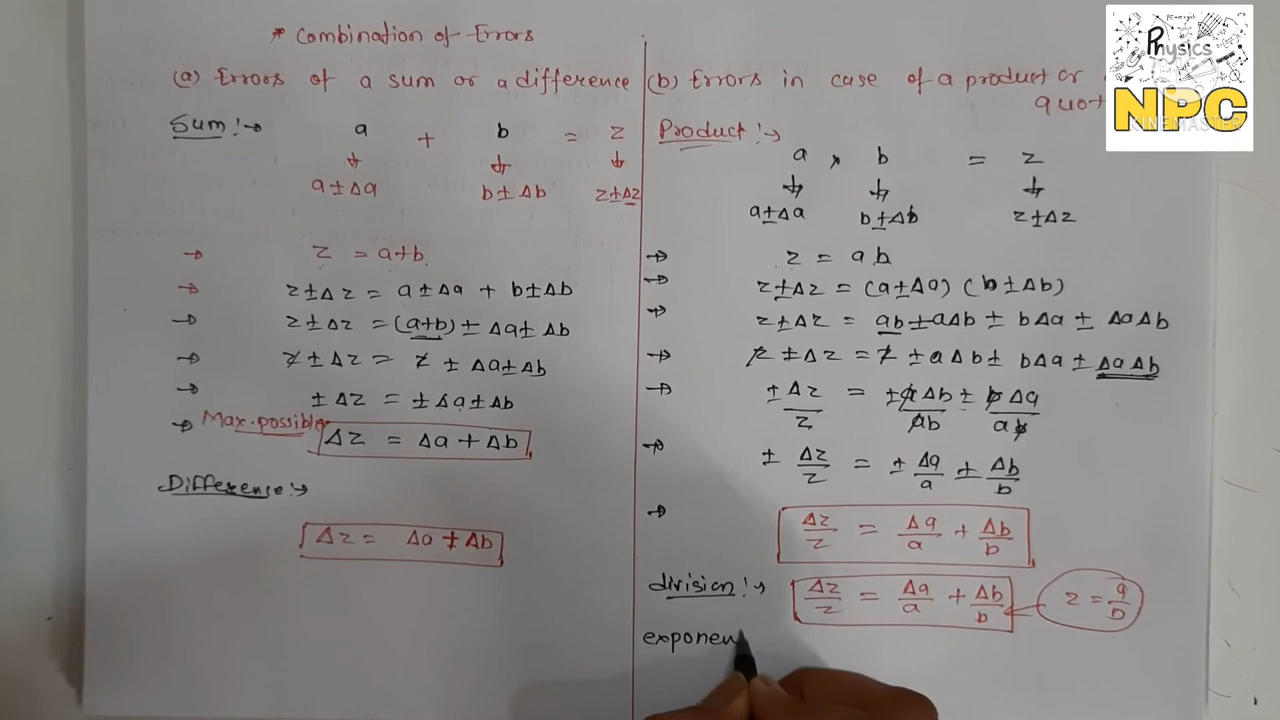 * Combination of Errors
(a) Errors of a sum or a difference
Sum :→ a + b = z
a±Δa b±Δb z±Δz
→ z = a+b
→ z±Δz = a±Δa + b±Δb
→ z±Δz = (a+b) ± Δa± Δb
→ z ± Δz = z ± Δa±Δb
→ ± Δz = ± Δa ± Δb
→ Max. possible Δz = Δa + Δb
Difference :→
Δz = Δa ± Δb
(b) Errors in case of a product or
quot
Product :→
a × b = z
a±Δa b±Δb z±Δz
→ z = ab
→ z±Δz = (a±Δa) (b±Δb)
→ z±Δz = ab ±aΔb ± bΔa ± ΔaΔb
→ z ±Δz = z ± aΔb ± bΔa ± ΔaΔb
→ ± Δz/z = ± aΔb/ab ± bΔa/ab
→ ± Δz/z = ± Δa/a ± Δb/b
→ Δz/z = Δa/a + Δb/b
division :→ Δz/z = Δa/a + Δb/b z = a/b
exponen
Physics
NPC
KINEMASTER